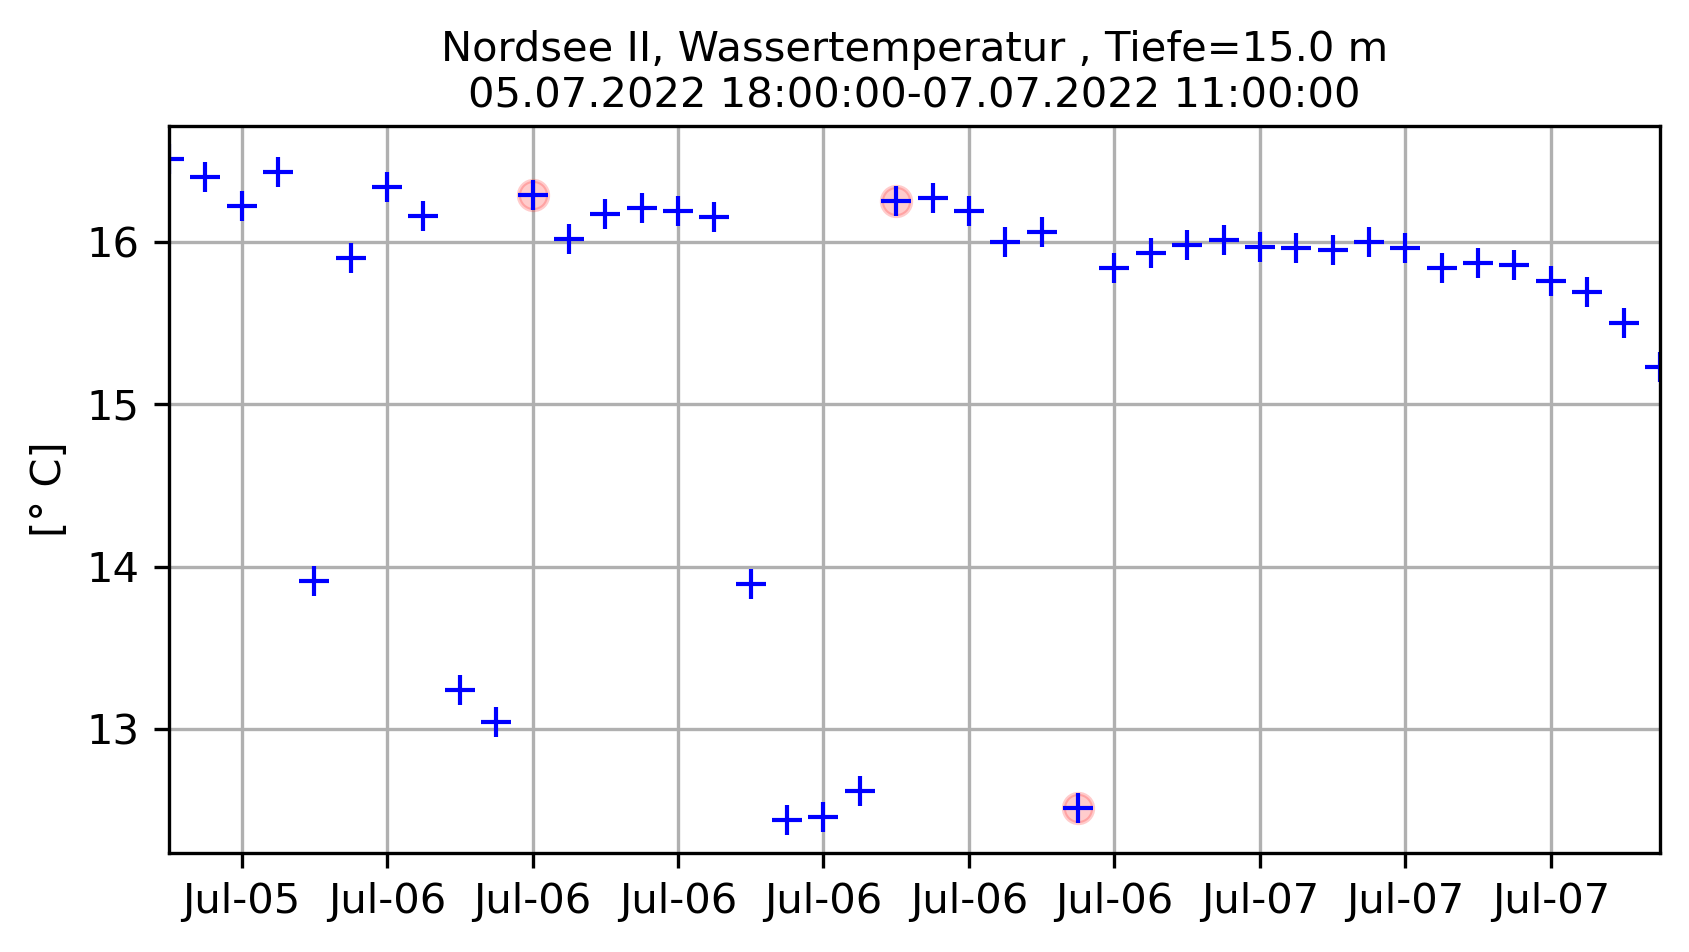 Nordsee II, Wassertemperatur , Tiefe=15.0 m
05.07.2022 18:00:00-07.07.2022 11:00:00
16
15
14
13
[° C]
Jul-05 Jul-06 Jul-06 Jul-06 Jul-06 Jul-06 Jul-06 Jul-07 Jul-07 Jul-07